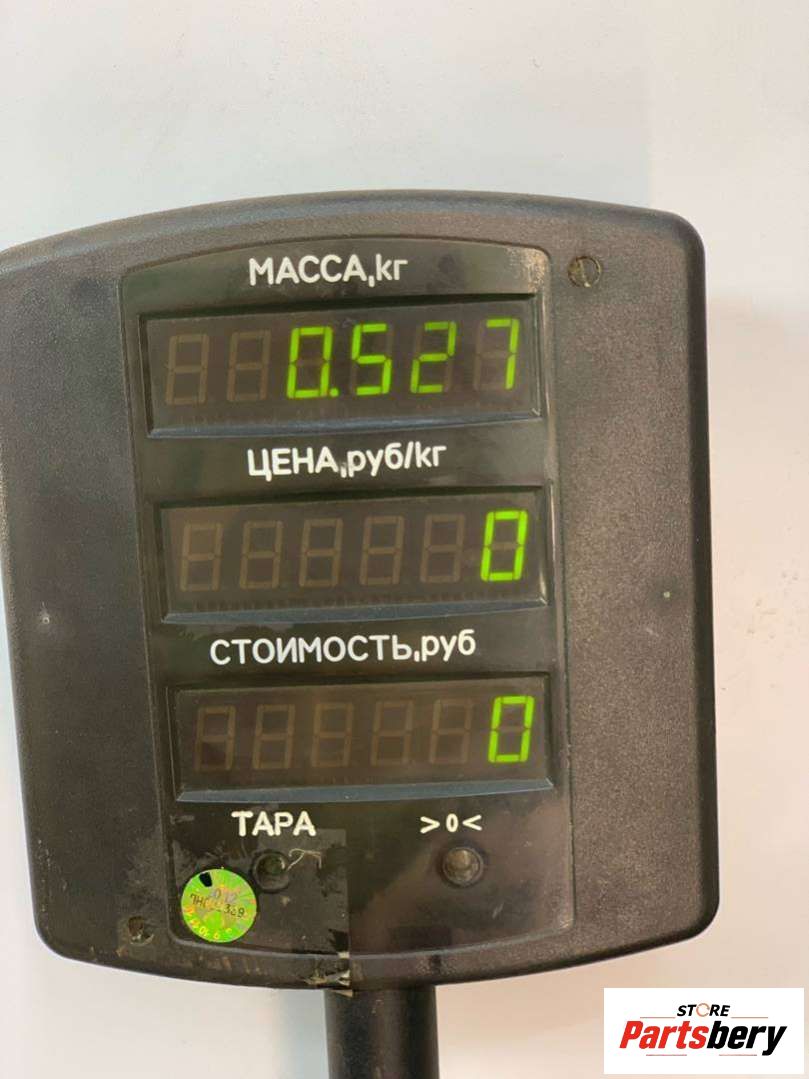 МАССА,кг
0.527
ЦЕНА,руб/кг
0
СТОИМОСТЬ,руб
0
ТАРА >0<
STORE
Partsbery